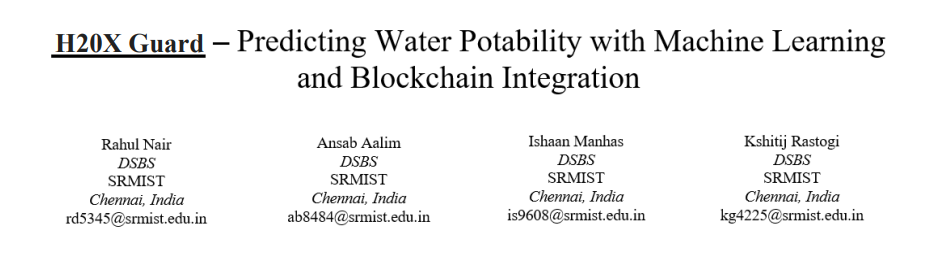 H20X Guard – Predicting Water Potability with Machine Learning
and Blockchain Integration
Rahul Nair
DSBS
SRMIST
Chennai, India
rd5345@srmist.edu.in
Ansab Aalim
DSBS
SRMIST
Chennai, India
ab8484@srmist.edu.in
Ishaan Manhas
DSBS
SRMIST
Chennai, India
is9608@srmist.edu.in
Kshitij Rastogi
DSBS
SRMIST
Chennai, India
kg4225@srmist.edu.in